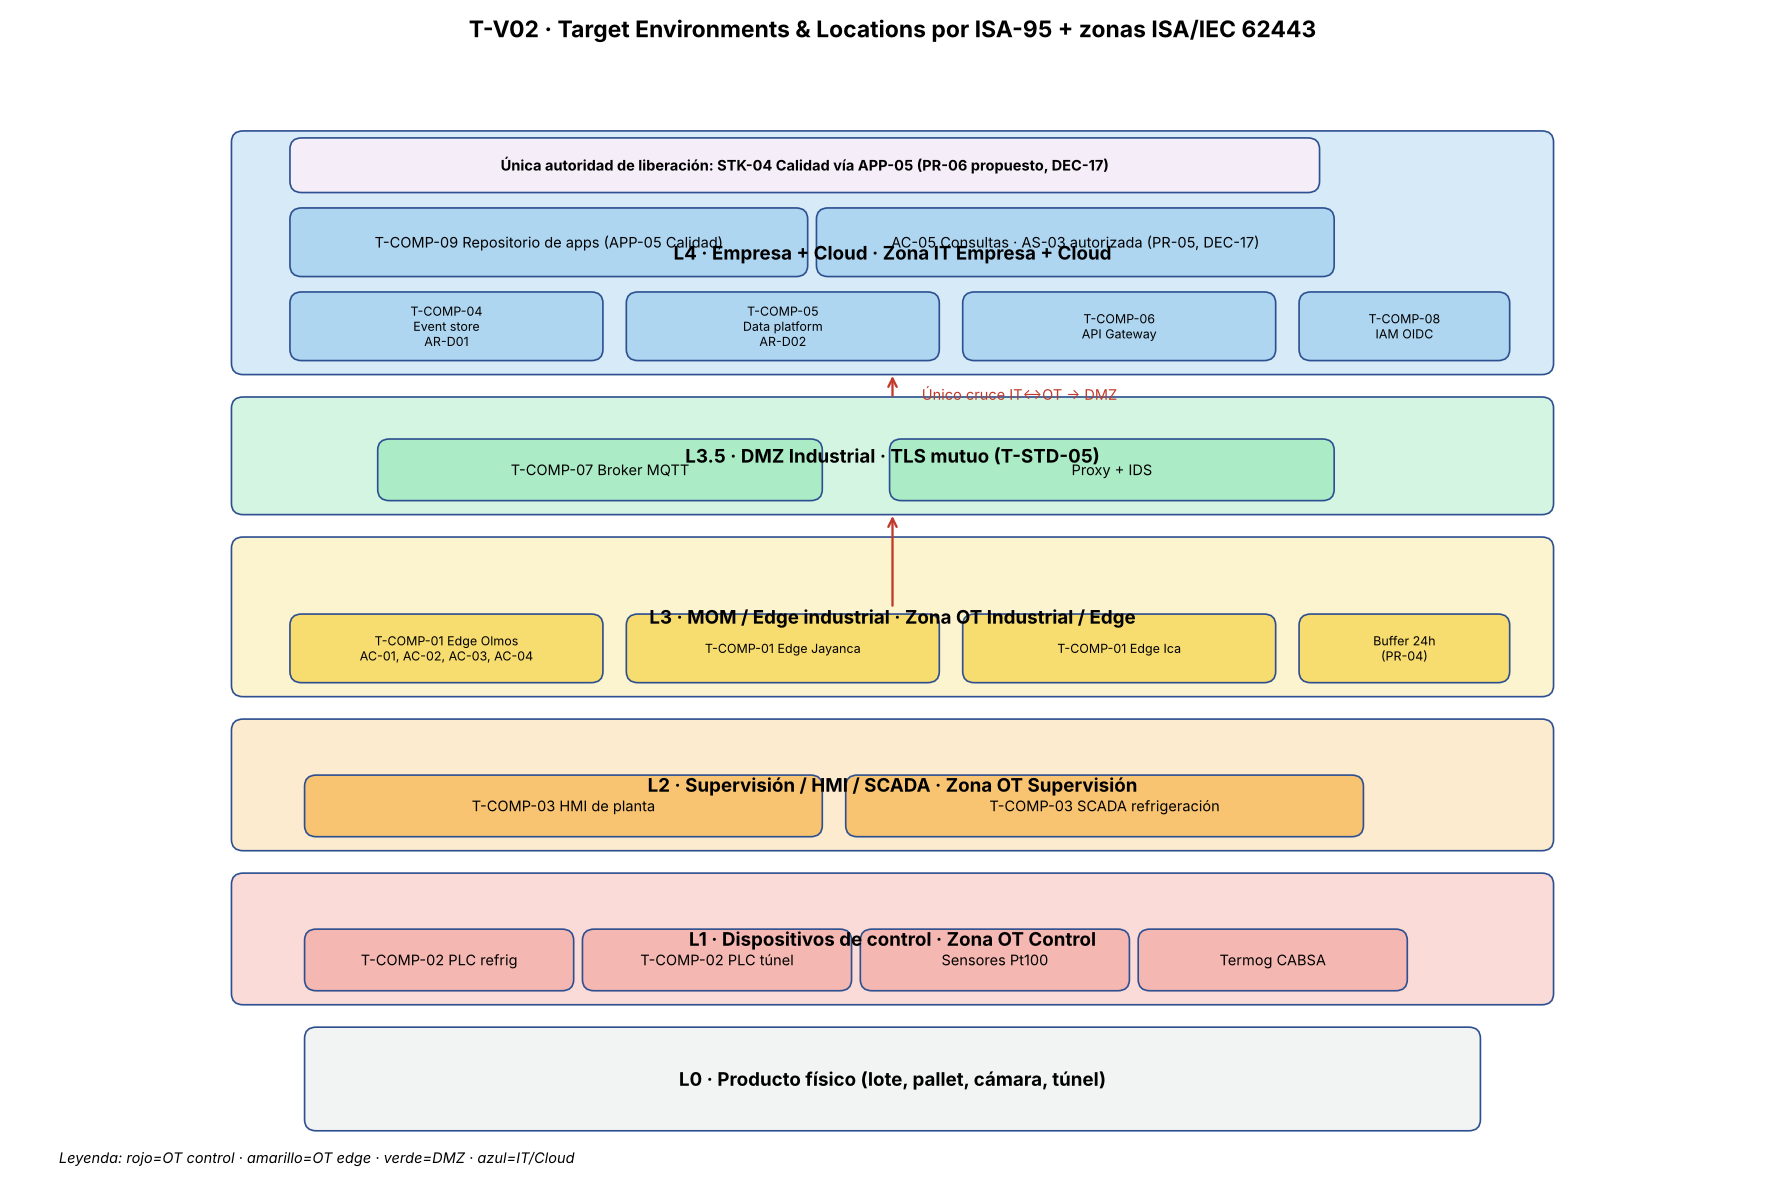 T-V02 · Target Environments & Locations por ISA-95 + zonas ISA/IEC 62443
Única autoridad de liberación: STK-04 Calidad vía APP-05 (PR-06 propuesto, DEC-17)
T-COMP-09 Repositorio de apps (APP-05 Calidad)
AC-05 Consultas · AS-03 autorizada (PR-05, DEC-17)
L4 · Empresa + Cloud · Zona IT Empresa + Cloud
T-COMP-04
Event store
AR-D01
T-COMP-05
Data platform
AR-D02
T-COMP-06
API Gateway
T-COMP-08
IAM OIDC
Único cruce IT↔OT → DMZ
L3.5 · DMZ Industrial · TLS mutuo (T-STD-05)
T-COMP-07 Broker MQTT
Proxy + IDS
L3 · MOM / Edge industrial · Zona OT Industrial / Edge
T-COMP-01 Edge Olmos
AC-01, AC-02, AC-03, AC-04
T-COMP-01 Edge Jayanca
T-COMP-01 Edge Ica
Buffer 24h
(PR-04)
L2 · Supervisión / HMI / SCADA · Zona OT Supervisión
T-COMP-03 HMI de planta
T-COMP-03 SCADA refrigeración
L1 · Dispositivos de control · Zona OT Control
T-COMP-02 PLC refrig
T-COMP-02 PLC túnel
Sensores Pt100
Termog CABSA
L0 · Producto físico (lote, pallet, cámara, túnel)
Leyenda: rojo=OT control · amarillo=OT edge · verde=DMZ · azul=IT/Cloud